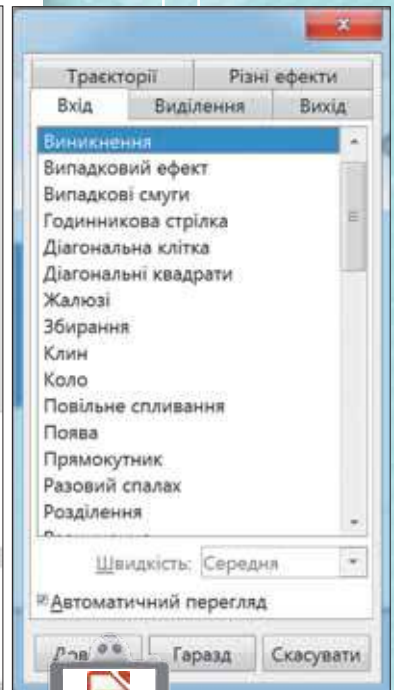 Траєкторії Різні ефекти
Вхід Виділення Вихід
Виникнення
Випадковий ефект
Випадкові смуги
Годинникова стрілка
Діагональна клітка
Діагональні квадрати
Жалюзі
Збирання
Клин
Коло
Повільне спливання
Поява
Прямокутник
Разовий спалах
Розділення
Швидкість: Середня
Автоматичний перегляд
Гаразд Скасувати